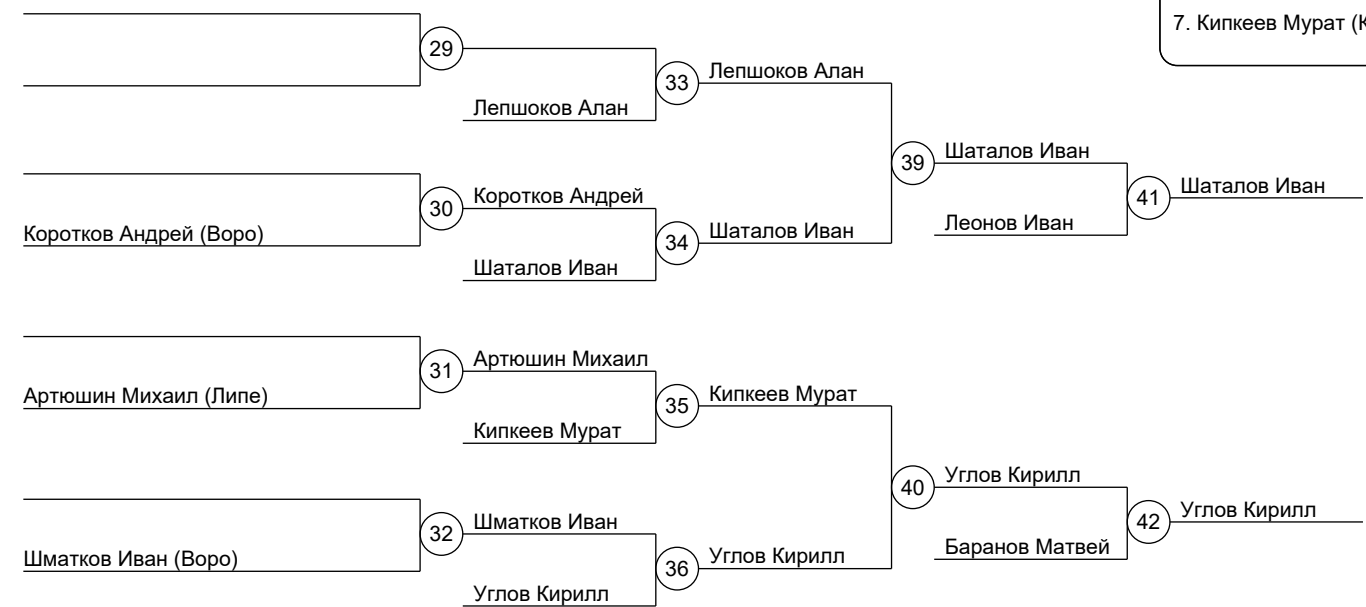 7. Кипкеев Мурат (К
29
33
Лепшоков Алан
Лепшоков Алан
39
Шаталов Иван
41
Шаталов Иван
30
Коротков Андрей
Коротков Андрей (Воро)
34
Шаталов Иван
Леонов Иван
Шаталов Иван
31
Артюшин Михаил
Артюшин Михаил (Липе)
35
Кипкеев Мурат
Кипкеев Мурат
40
Углов Кирилл
42
Углов Кирилл
32
Шматков Иван
Шматков Иван (Воро)
36
Углов Кирилл
Баранов Матвей
Углов Кирилл